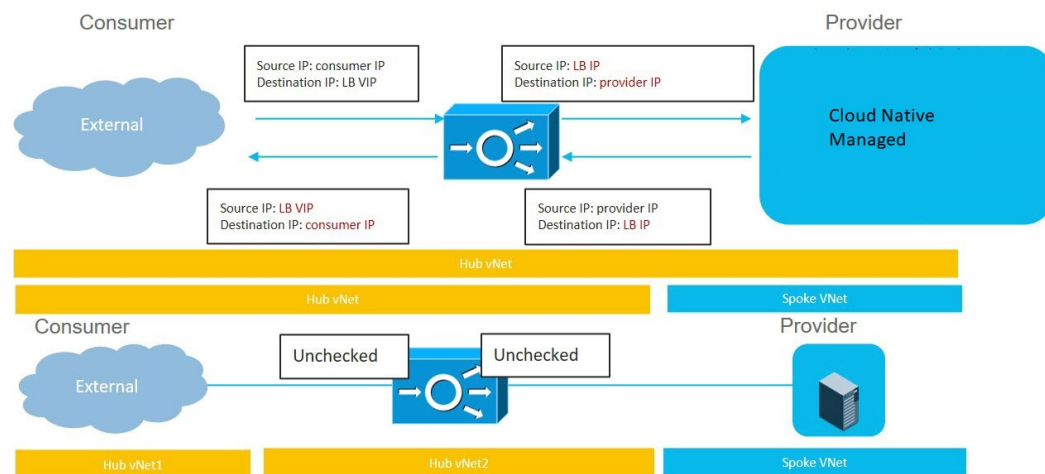 Consumer
Provider
Source IP: consumer IP
Destination IP: LB VIP
Source IP: LB IP
Destination IP: provider IP
External
Cloud Native
Managed
Source IP: LB VIP
Destination IP: consumer IP
Source IP: provider IP
Destination IP: LB IP
Hub vNet
Hub vNet
Spoke VNet
Consumer
Provider
Unchecked
Unchecked
External
Hub vNet1
Hub vNet2
Spoke VNet